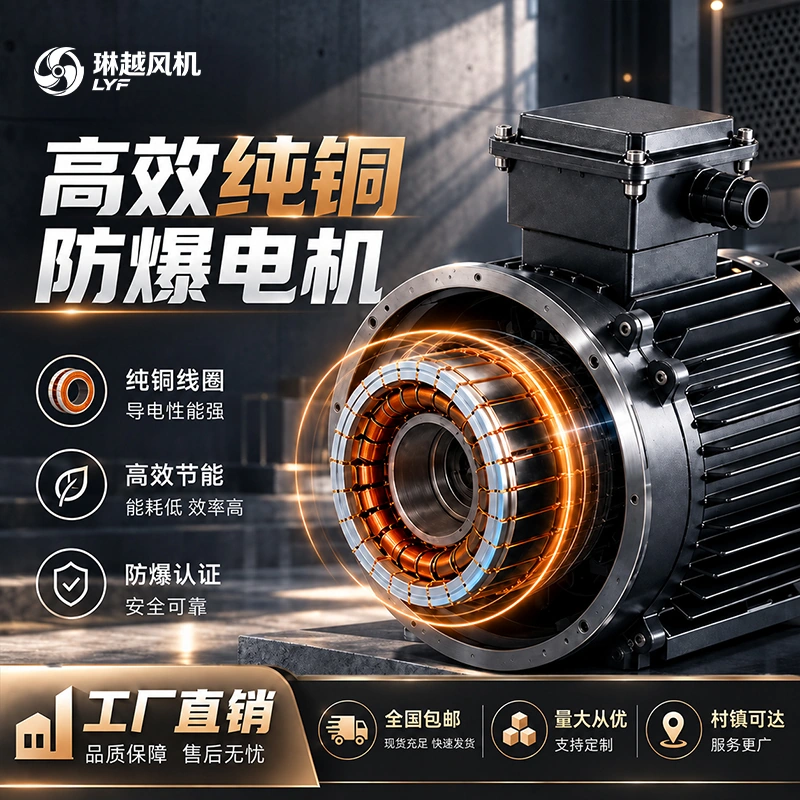 琳越风机
LYF
高效纯铜
防爆电机
纯铜线圈
导电性能强
高效节能
能耗低 效率高
防爆认证
安全可靠
工厂直销
品质保障 售后无忧
全国包邮
现货充足 快速发货
量大从优
支持定制
村镇可达
服务更广